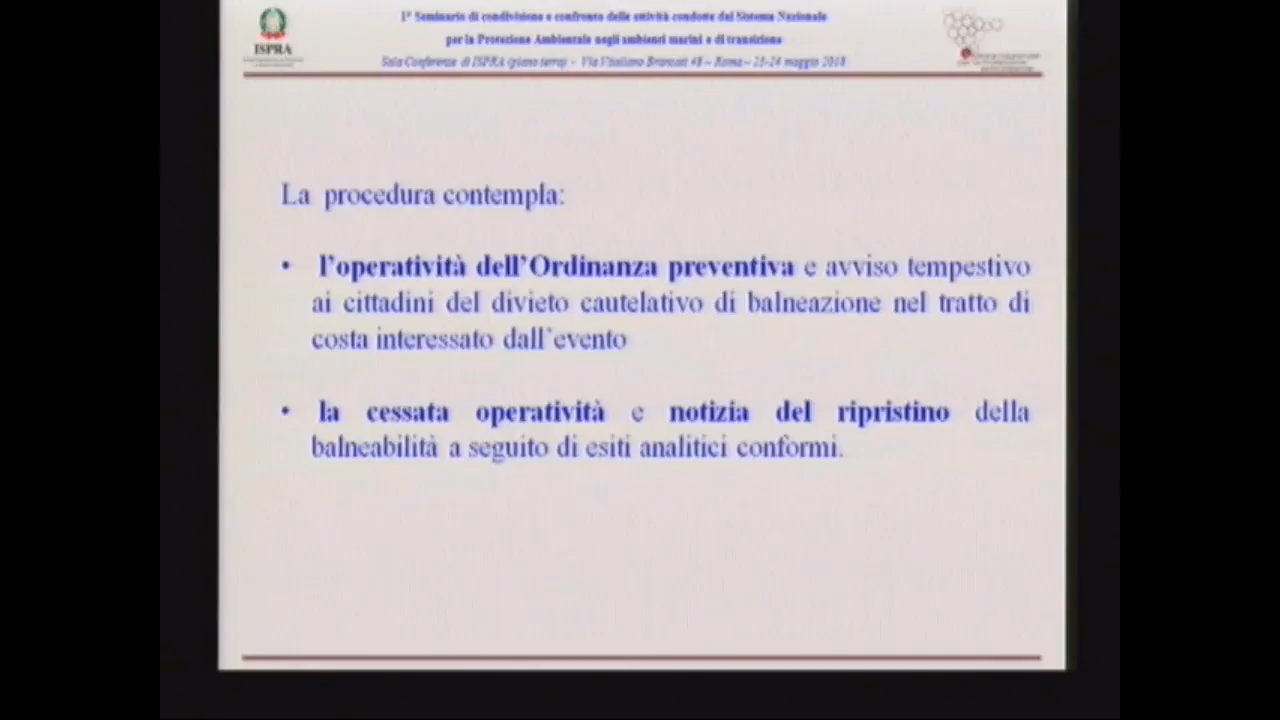 1° Seminario di condivisione e confronto delle attività condotte dal Sistema Nazionale
per la Protezione Ambientale negli ambienti marini e di transizione
Sala Conferenze di ISPRA (piano terra) - Via Vitaliano Brancati 48 – Roma – 23-24 maggio 2018
ISPRA
La procedura contempla:
• l'operatività dell'Ordinanza preventiva e avviso tempestivo
ai cittadini del divieto cautelativo di balneazione nel tratto di
costa interessato dall'evento
• la cessata operatività e notizia del ripristino della
balneabilità a seguito di esiti analitici conformi.